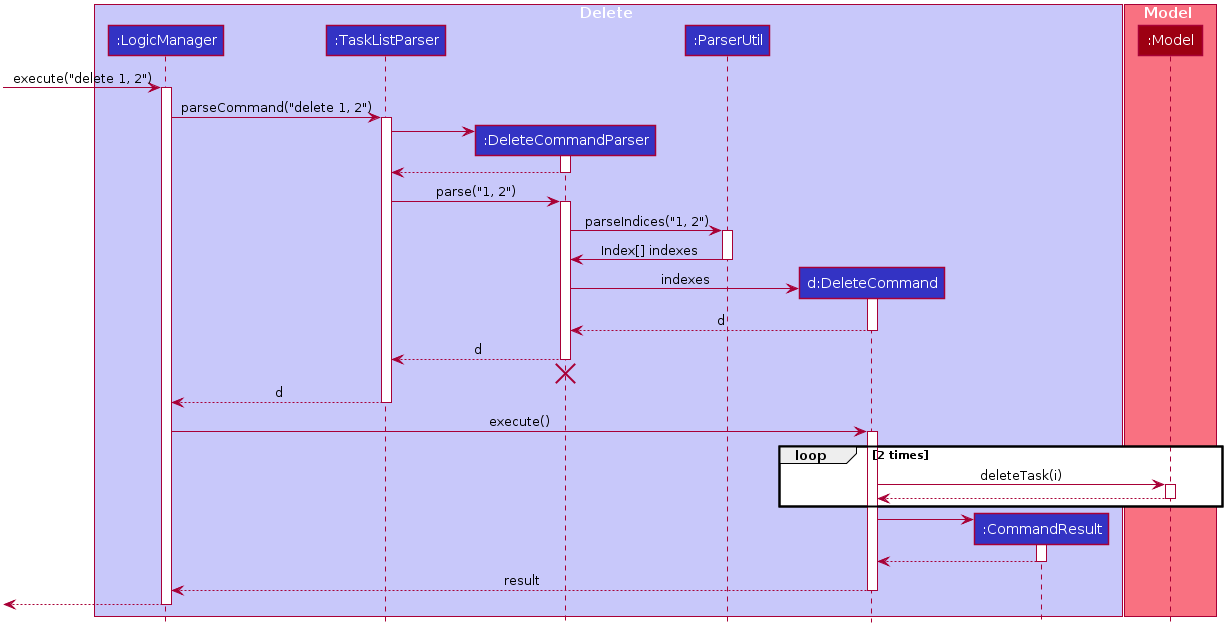 Delete
Model
:LogicManager
:TaskListParser
:ParserUtil
:Model
execute("delete 1, 2")
parseCommand("delete 1, 2")
:DeleteCommandParser
parse("1, 2")
parseIndices("1, 2")
Index[] indexes
indexes
d:DeleteCommand
d
d
d
execute()
loop
[2 times]
deleteTask(i)
:CommandResult
result